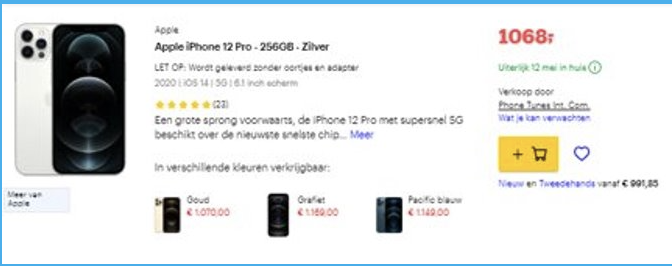 Apple
Apple iPhone 12 Pro - 256GB - Zilver
LET OP: Wordt geleverd zonder oortjes en adapter
2020 | iOS 14 | 5G | 6.1 inch scherm
(23)
Een grote sprong voorwaarts, de iPhone 12 Pro met supersnel 5G
beschikt over de nieuwste snelste chip... Meer
In verschillende kleuren verkrijgbaar:
Goud
€ 1.070,00
Grafiet
€ 1.169,00
Pacific blauw
€ 1.149,00
Meer van
Apple
1068,-
Uiterlijk 12 mei in huis
Verkoop door
Phone Tunes Int. Com.
Wat je kan verwachten
Nieuw en Tweedehands vanaf € 991,85